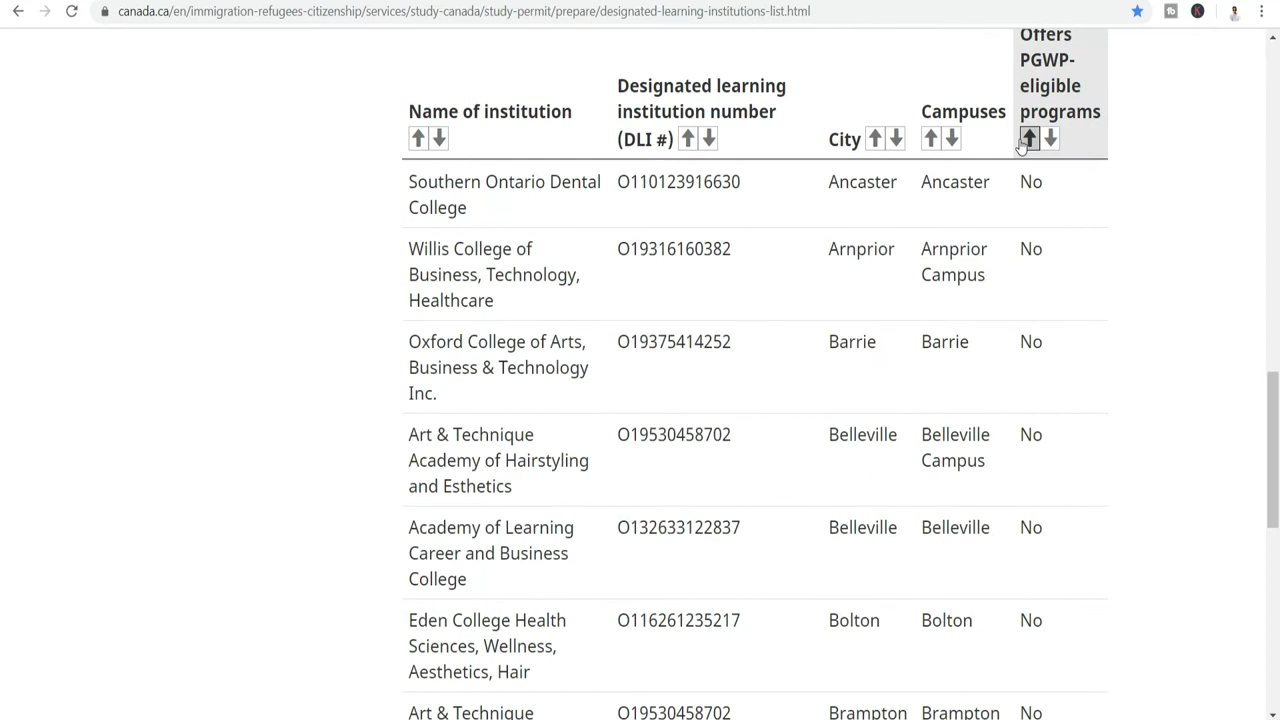 canada.ca/en/immigration-refugees-citizenship/services/study-canada/study-permit/prepare/designated-learning-institutions-list.html
Offers
PGWP-
eligible
programs
Designated learning
institution number
(DLI #)
Name of institution
City
Campuses
Southern Ontario Dental
College
O110123916630
Ancaster
Ancaster
No
Willis College of
Business, Technology,
Healthcare
O19316160382
Arnprior
Arnprior
Campus
No
Oxford College of Arts,
Business & Technology
Inc.
O19375414252
Barrie
Barrie
No
Art & Technique
Academy of Hairstyling
and Esthetics
O19530458702
Belleville
Belleville
Campus
No
Academy of Learning
Career and Business
College
O132633122837
Belleville
Belleville
No
Eden College Health
Sciences, Wellness,
Aesthetics, Hair
O116261235217
Bolton
Bolton
No
Art & Technique
O19530458702
Brampton
Brampton
No